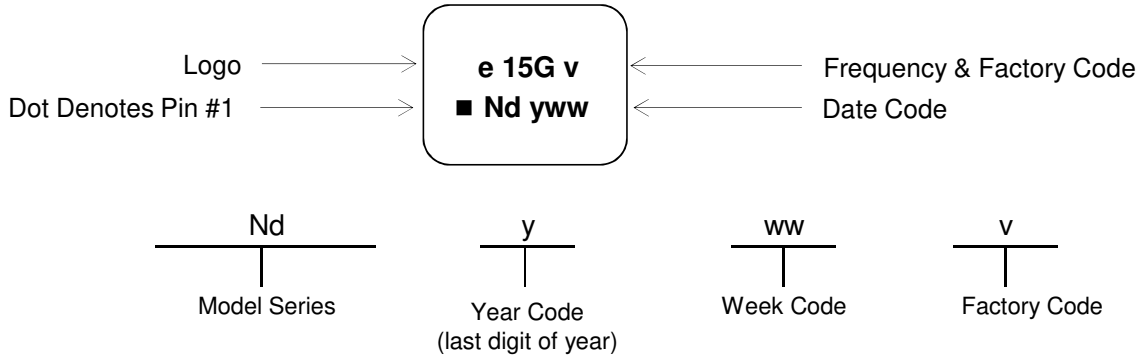 Logo
e 15G v
Frequency & Factory Code
Dot Denotes Pin #1
■ Nd yww
Date Code
Nd
y
ww
v
Model Series
Year Code
(last digit of year)
Week Code
Factory Code